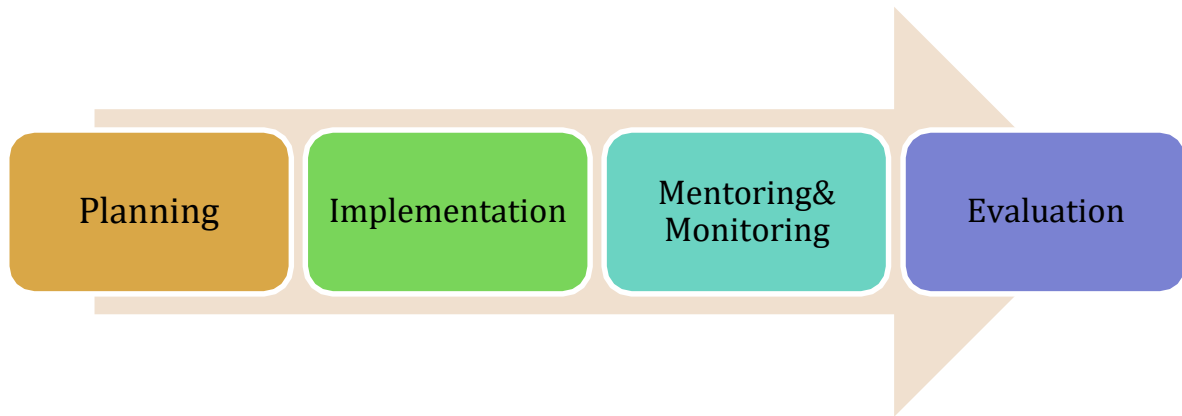 Planning
Implementation
Mentoring&
Monitoring
Evaluation